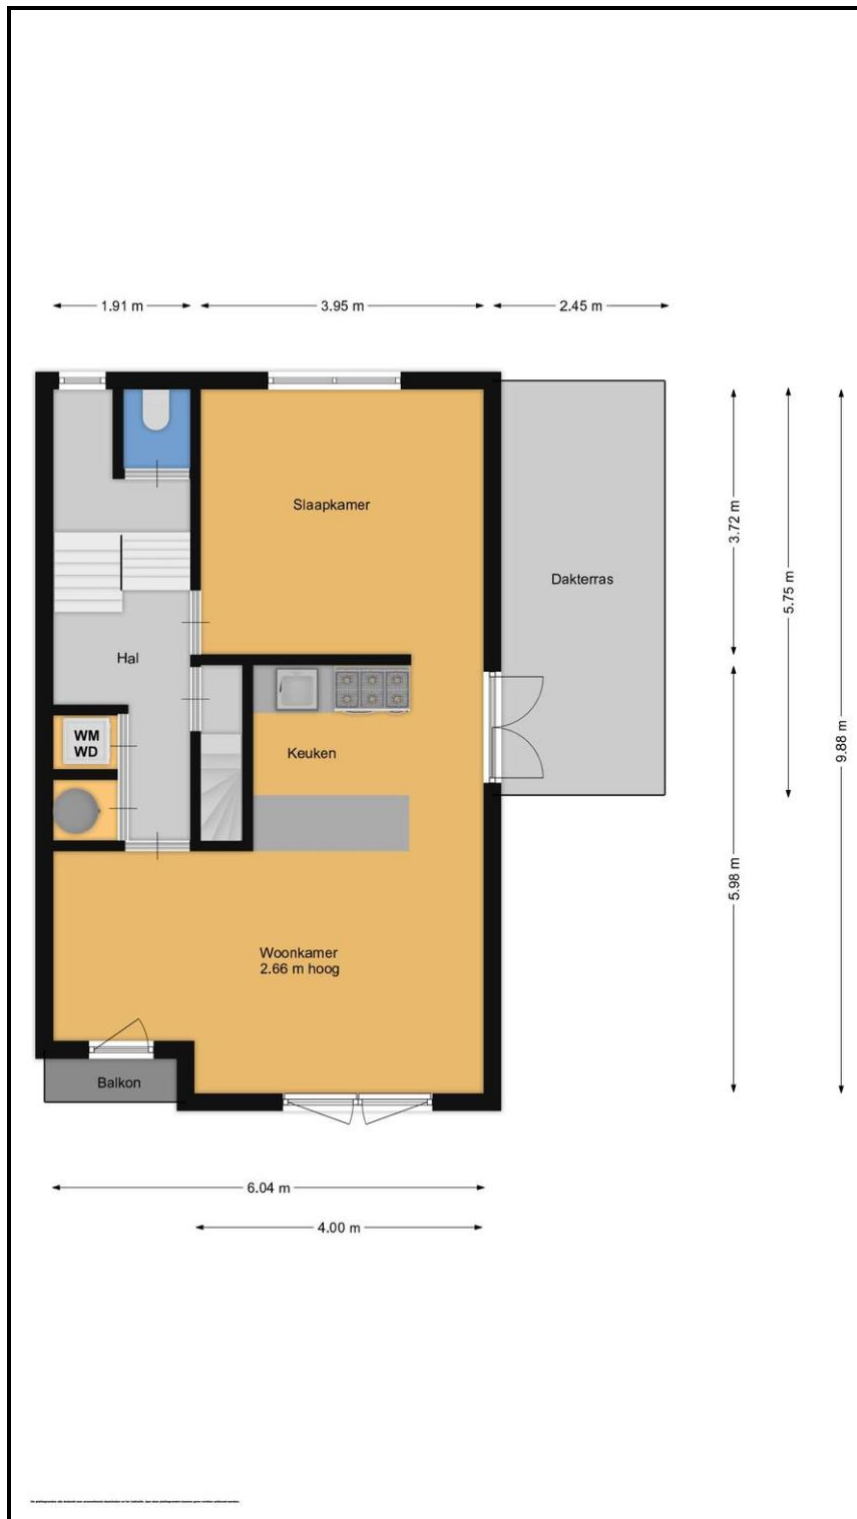 1.91 m
3.95 m
2.45 m
Slaapkamer
3.72 m
Dakterras
5.75 m
Hal
9.88 m
WM
WD
Keuken
5.98 m
Woonkamer
2.66 m hoog
Balkon
6.04 m
4.00 m